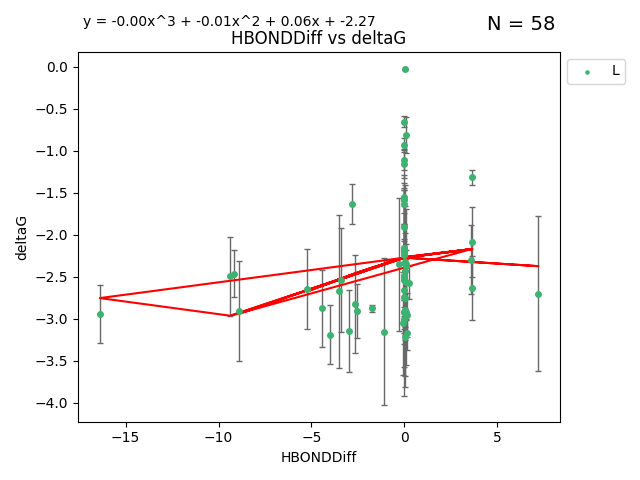 y = -0.00x^3 + -0.01x^2 + 0.06x + -2.27
N = 58
HBONDDiff vs deltaG
L
0.0
−0.5
−1.0
−1.5
−2.0
−2.5
−3.0
−3.5
−4.0
deltaG
−15
−10
−5
0
5
HBONDDiff